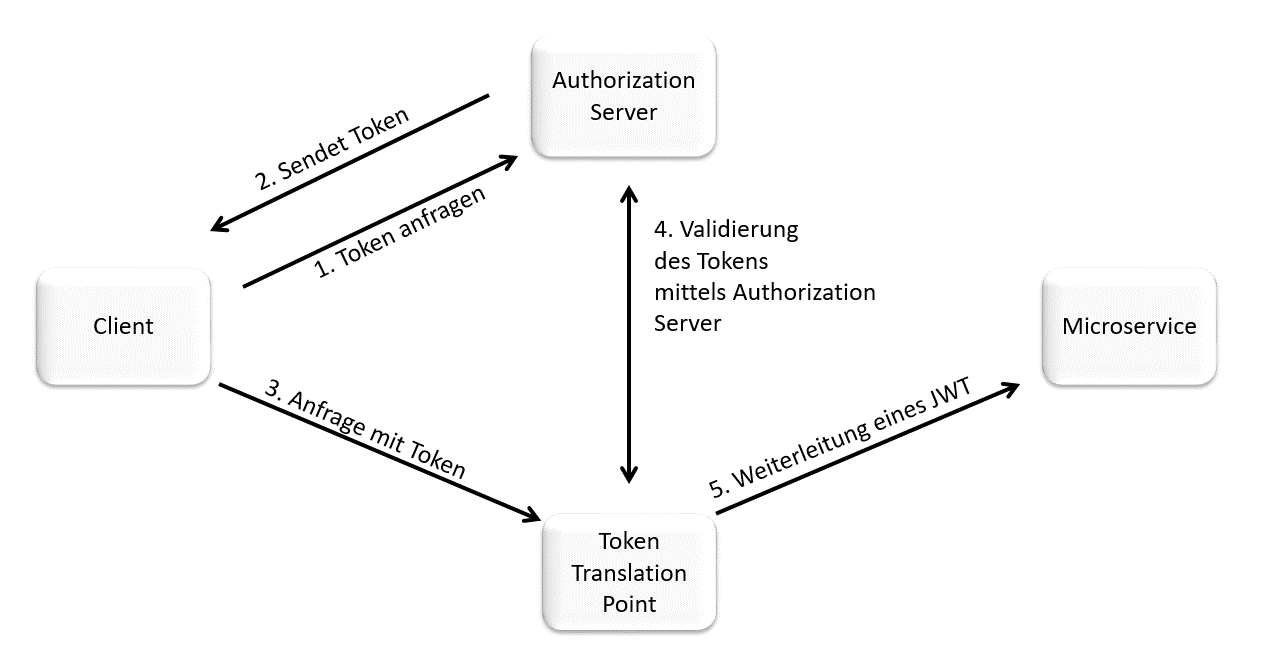 Authorization
Server
2. Sendet Token
1. Token anfragen
4. Validierung
des Tokens
mittels Authorization
Server
Client
Microservice
3. Anfrage mit Token
5. Weiterleitung eines JWT
Token
Translation
Point